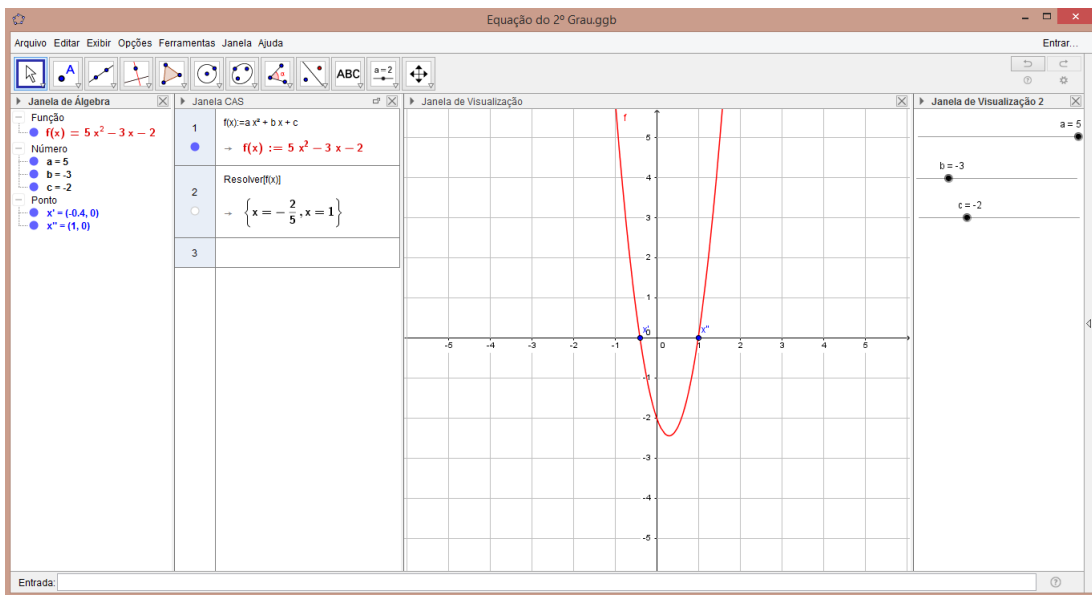 Equação do 2º Grau.ggb
Arquivo Editar Exibir Opções Ferramentas Janela Ajuda
Entrar...
A
α
ABC
a=2
Janela de Álgebra
Função
f(x) = 5 x² − 3 x − 2
Número
a = 5
b = -3
c = -2
Ponto
x' = (-0.4, 0)
x'' = (1, 0)
Janela CAS
1
f(x):=a x² + b x + c
→ f(x) := 5 x² − 3 x − 2
2
Resolver[f(x)]
→ {x = − 2/5 , x = 1}
3
Janela de Visualização
f
5
4
3
2
1
0
-1
-2
-3
-4
-5
-5 -4 -3 -2 -1 0 1 2 3 4 5
x'
x''
Janela de Visualização 2
a = 5
b = -3
c = -2
Entrada: